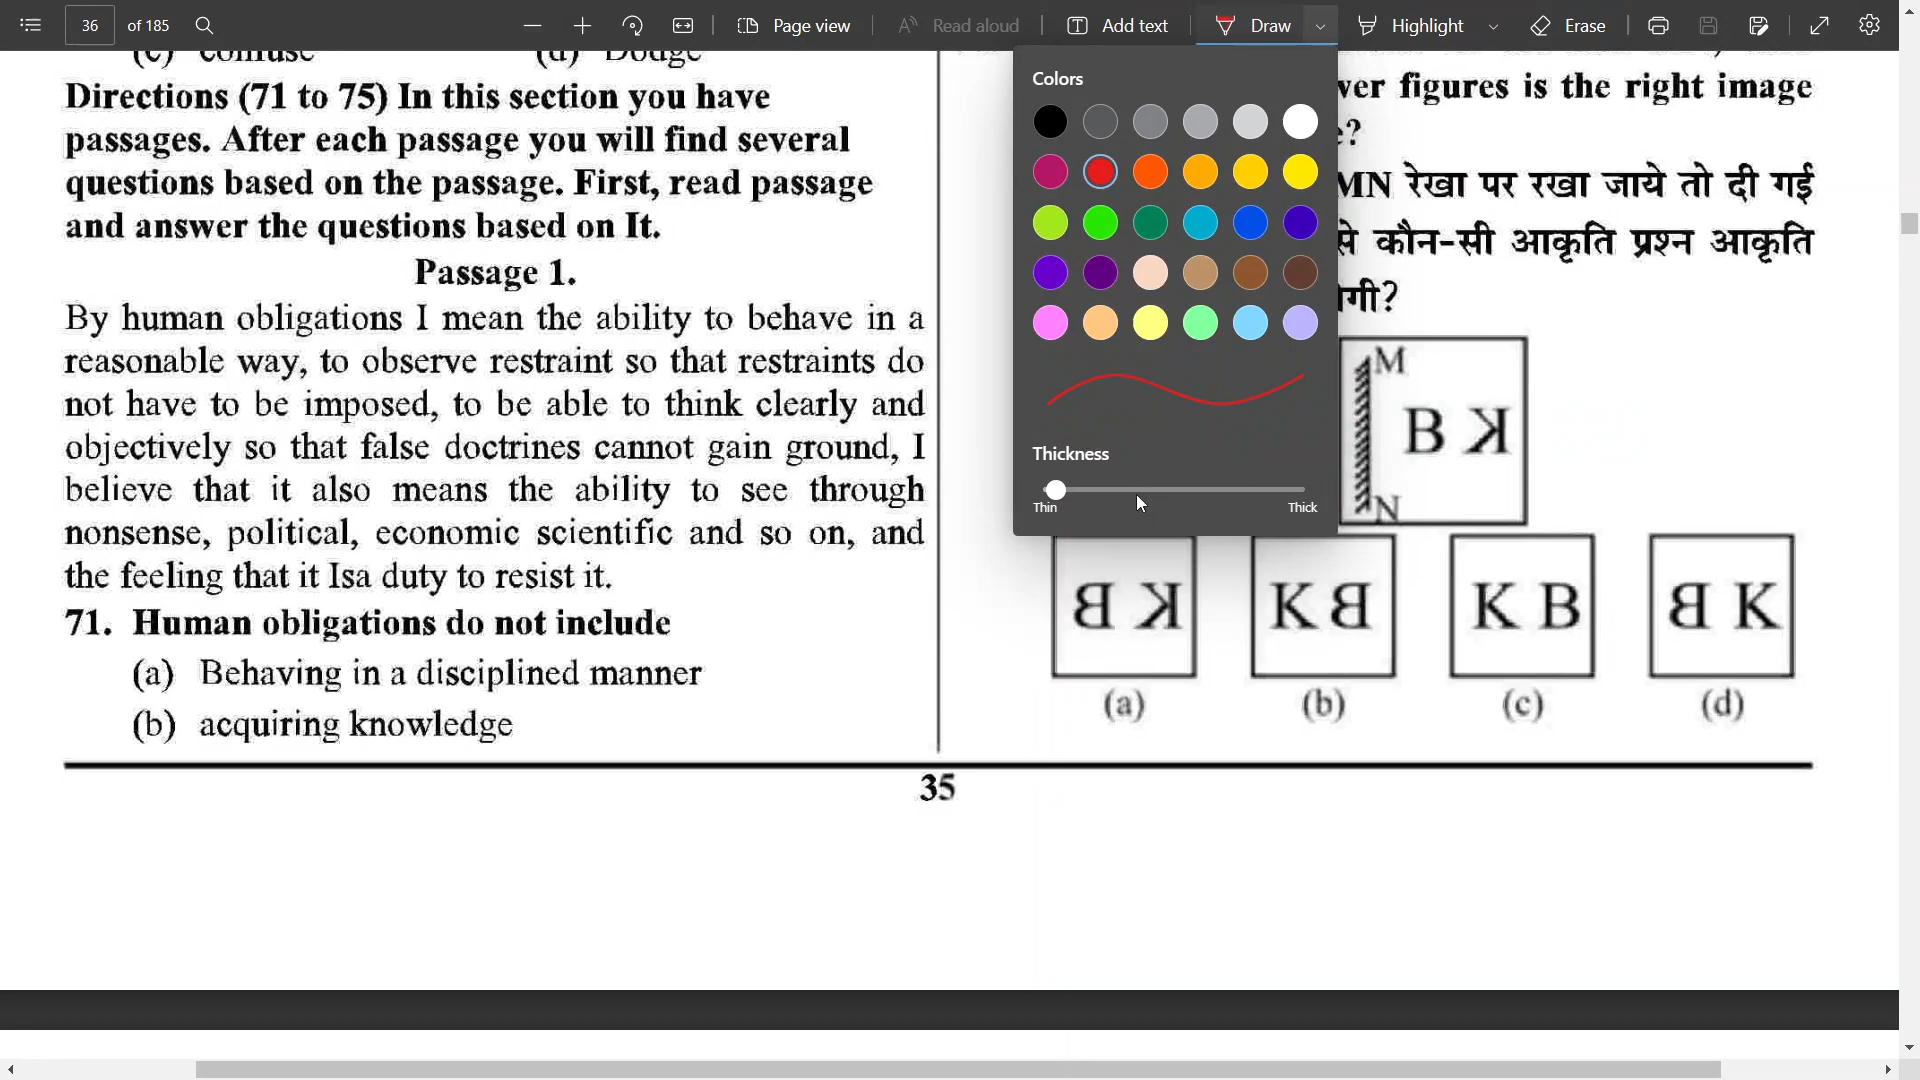 36 of 185 Page view Read aloud Add text Draw Highlight Erase
(c) confuse (d) Dodge
Directions (71 to 75) In this section you have
passages. After each passage you will find several
questions based on the passage. First, read passage
and answer the questions based on It.
Passage 1.
By human obligations I mean the ability to behave in a
reasonable way, to observe restraint so that restraints do
not have to be imposed, to be able to think clearly and
objectively so that false doctrines cannot gain ground, I
believe that it also means the ability to see through
nonsense, political, economic scientific and so on, and
the feeling that it Isa duty to resist it.
71. Human obligations do not include
(a) Behaving in a disciplined manner
(b) acquiring knowledge
Colors
Thickness
Thin Thick
figures is the right image
MN रेखा पर रखा जाये तो दी गई
से कौन-सी आकृति प्रश्न आकृति
M
B K
N
B K K B K B B K
(a) (b) (c) (d)
35